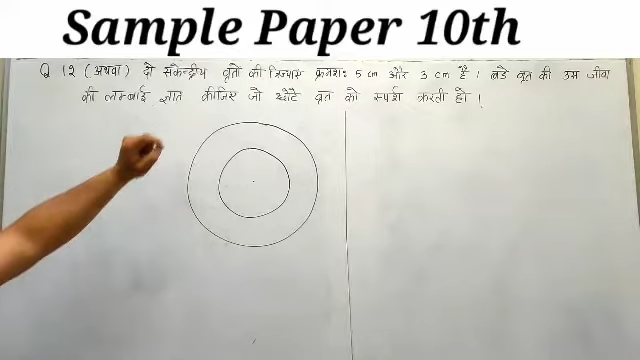 Sample Paper 10th
Q 12 (अथवा) दो संकेन्द्रीय वृतो की त्रिज्याएं क्रमशः 5 cm और 3 cm है । बडे वृत की उस जीवा
की लम्बाई ज्ञात कीजिए जो छोटै वृत को स्पर्श करती हो ।